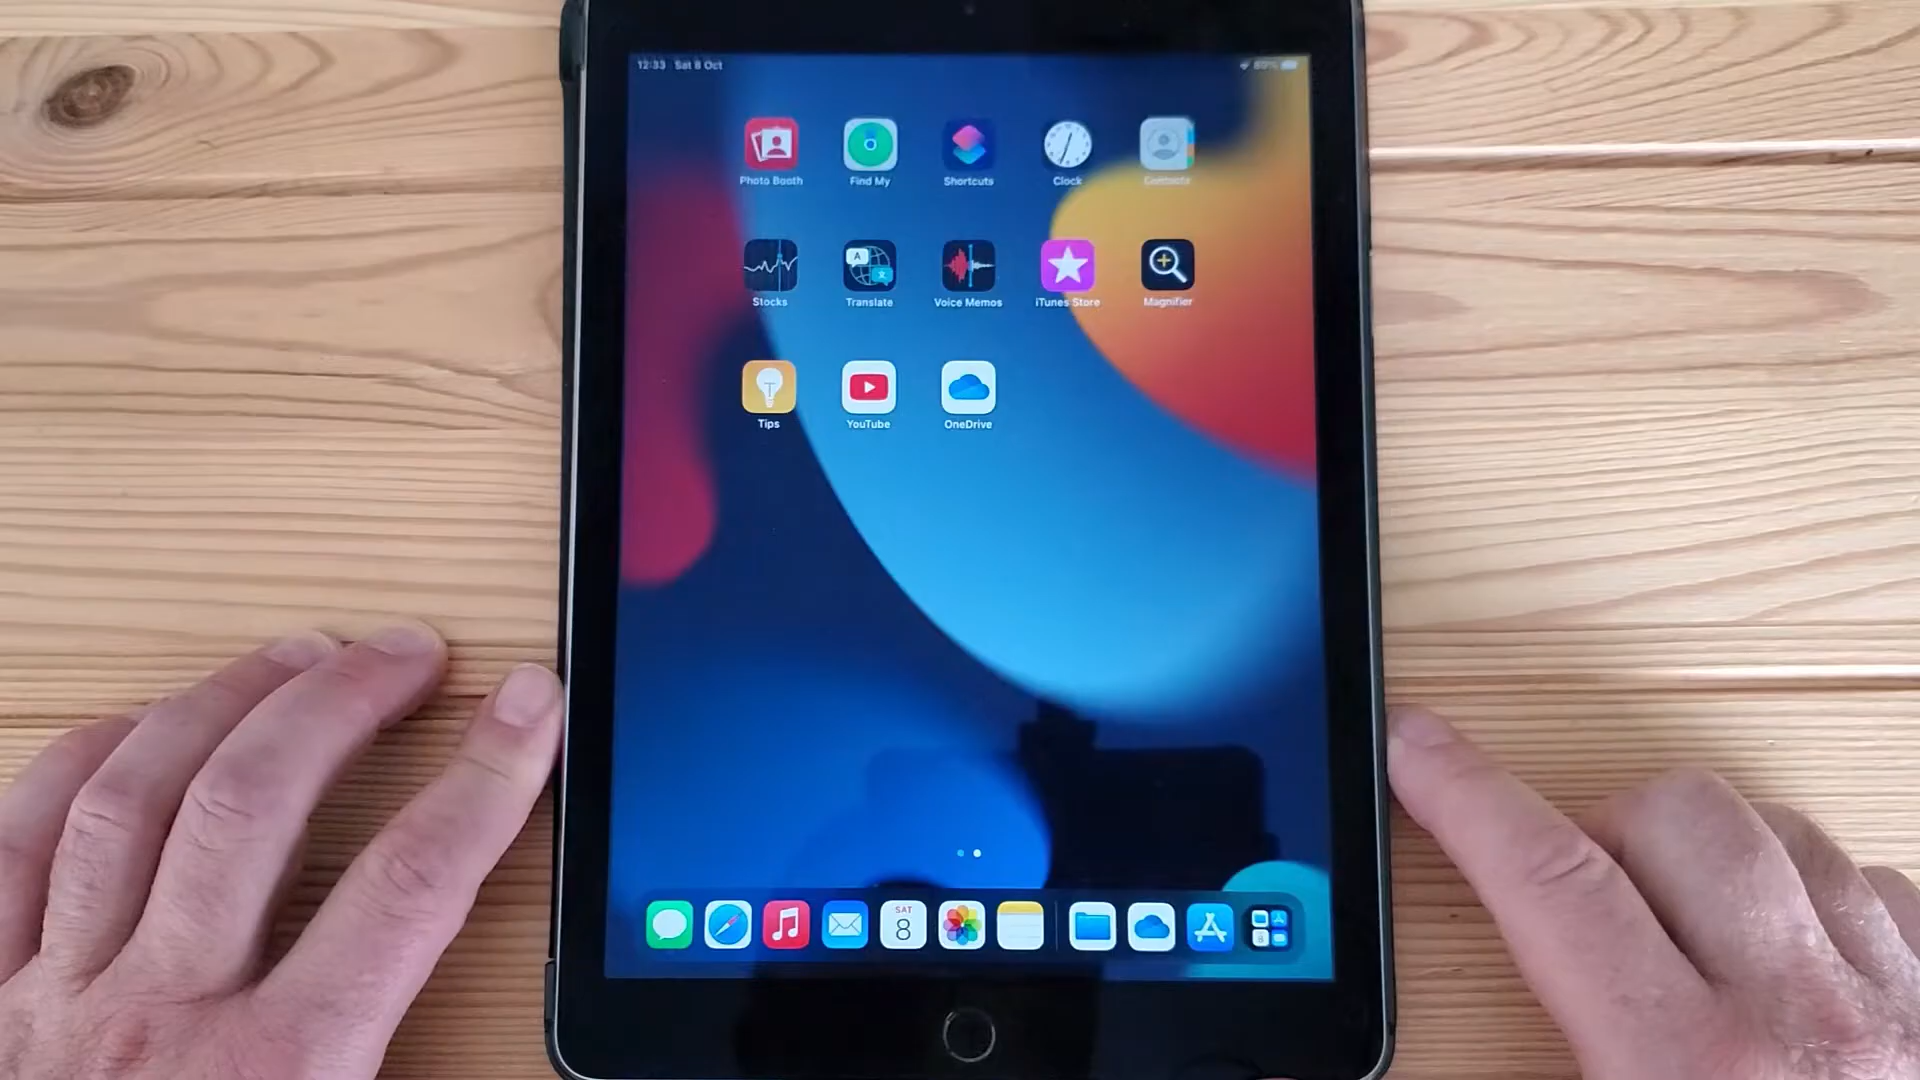 12:33 Sat 8 Oct 89%
Photo Booth Find My Shortcuts Clock Contacts
Stocks Translate Voice Memos iTunes Store Magnifier
Tips YouTube OneDrive
SAT
8